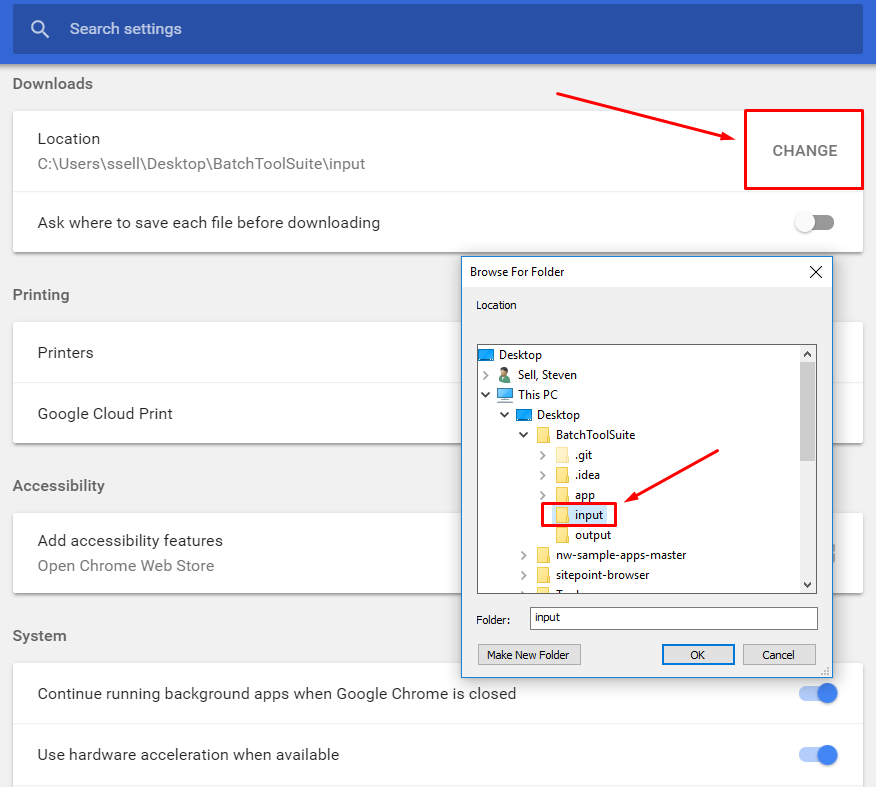 Search settings
Downloads
Location
C:\Users\ssell\Desktop\BatchToolSuite\input
CHANGE
Ask where to save each file before downloading
Printing
Printers
Google Cloud Print
Accessibility
Add accessibility features
Open Chrome Web Store
System
Continue running background apps when Google Chrome is closed
Use hardware acceleration when available
Browse For Folder
Location
Desktop
Sell, Steven
This PC
Desktop
BatchToolSuite
.git
.idea
app
input
output
nw-sample-apps-master
sitepoint-browser
Folder:
input
Make New Folder
OK
Cancel